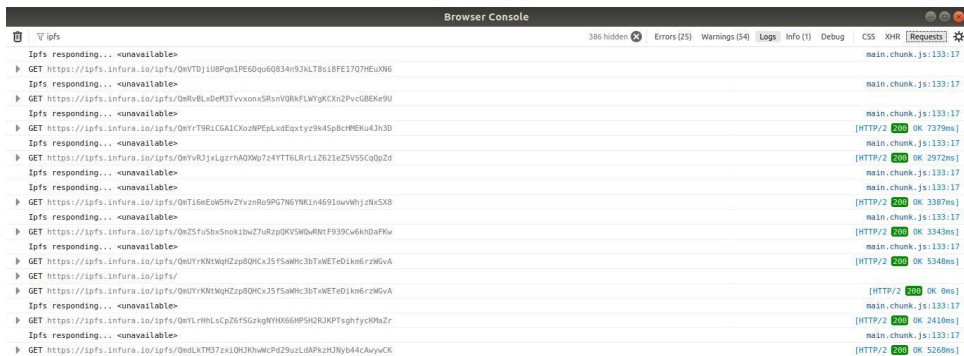 Browser Console
ipfs 386 hidden Errors (25) Warnings (54) Logs Info (1) Debug CSS XHR Requests
Ipfs responding... <unavailable> main.chunk.js:133:17
GET https://ipfs.infura.io/ipfs/QmVTDjiU8Pqm1PE6Dqu6Q834n9JkLT8si8FE17Q7HEuXN6
Ipfs responding... <unavailable> main.chunk.js:133:17
GET https://ipfs.infura.io/ipfs/QmRvBLxDeM3TvvxonxSRsnVQRkFLWYgKCXn2PvcGBEKe9U
Ipfs responding... <unavailable> main.chunk.js:133:17
GET https://ipfs.infura.io/ipfs/QmYrT9RiCGA1CXozNPEpLxdEqxtyz9k4Sp8cHMEKu4Jh3D [HTTP/2 200 OK 7379ms]
Ipfs responding... <unavailable> main.chunk.js:133:17
GET https://ipfs.infura.io/ipfs/QmYvRJjxLgzrhAQXWp7z4YTT6LRrLiZ621eZ5VSSCqQpZd [HTTP/2 200 OK 2972ms]
Ipfs responding... <unavailable> main.chunk.js:133:17
Ipfs responding... <unavailable> main.chunk.js:133:17
GET https://ipfs.infura.io/ipfs/QmTi6mEoW5HvZYvznRo9PG7N6YNKin4691owvWhjzNx5X8 [HTTP/2 200 OK 3387ms]
Ipfs responding... <unavailable> main.chunk.js:133:17
GET https://ipfs.infura.io/ipfs/QmZ5fuSbx5nokibwZ7uRzpQKVSWQwRNtF939Cw6khDaFKw [HTTP/2 200 OK 3343ms]
Ipfs responding... <unavailable> main.chunk.js:133:17
GET https://ipfs.infura.io/ipfs/QmUYrKNtWqHZzp8QHCxJ5fSaWHc3bTxWETeDikm6rzWGvA [HTTP/2 200 OK 5348ms]
GET https://ipfs.infura.io/ipfs/
GET https://ipfs.infura.io/ipfs/QmUYrKNtWqHZzp8QHCxJ5fSaWHc3bTxWETeDikm6rzWGvA [HTTP/2 200 OK 0ms]
Ipfs responding... <unavailable> main.chunk.js:133:17
GET https://ipfs.infura.io/ipfs/QmYLrHhLsCpZ6fSGzkgNYHX66HPSH2RJKPTsghfycKMaZr [HTTP/2 200 OK 2410ms]
Ipfs responding... <unavailable> main.chunk.js:133:17
GET https://ipfs.infura.io/ipfs/QmdLkTM37zxiQHJKhwWcPd29uzLdAPkzHJNyb44cAwywCK [HTTP/2 200 OK 5268ms]